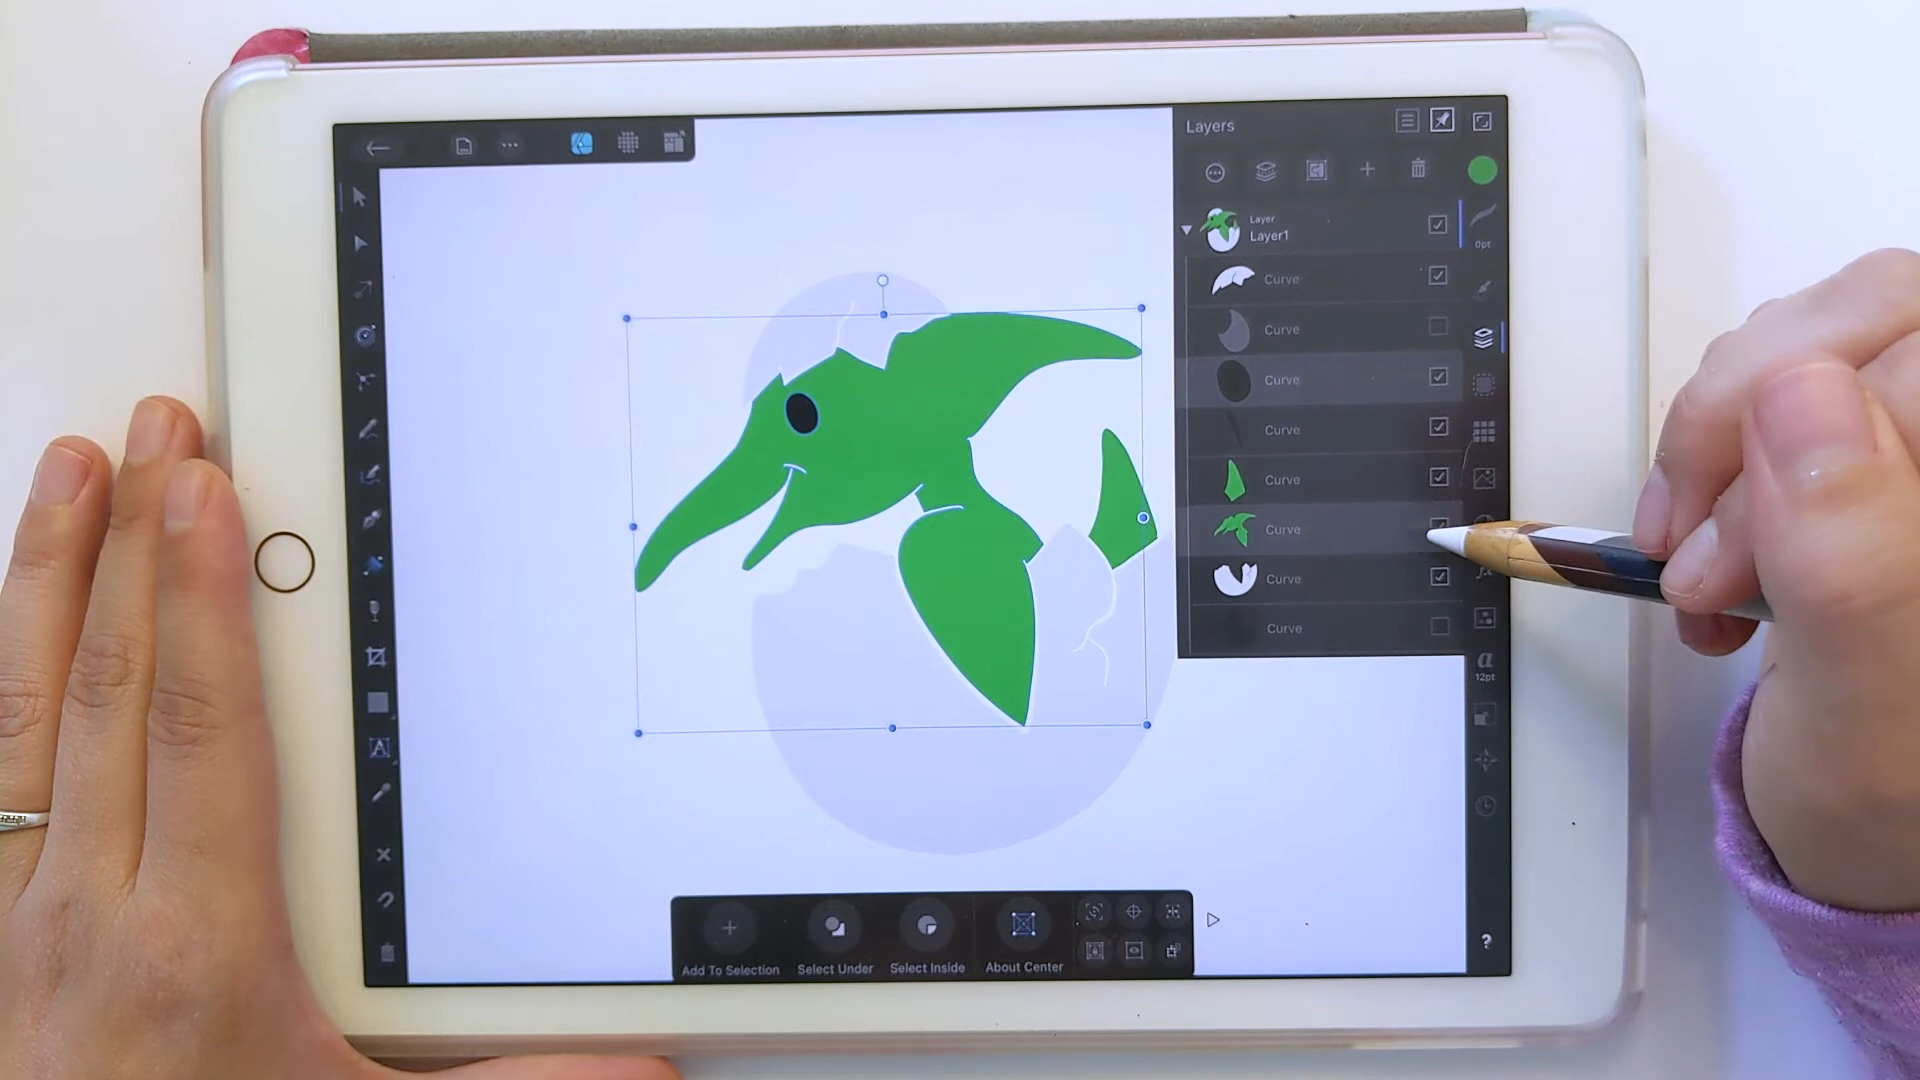 Layers
Layer
Layer1
0pt
Curve
Curve
Curve
Curve
Curve
Curve
Curve
Curve
fx
a
12pt
A
?
Add To Selection
Select Under
Select Inside
About Center